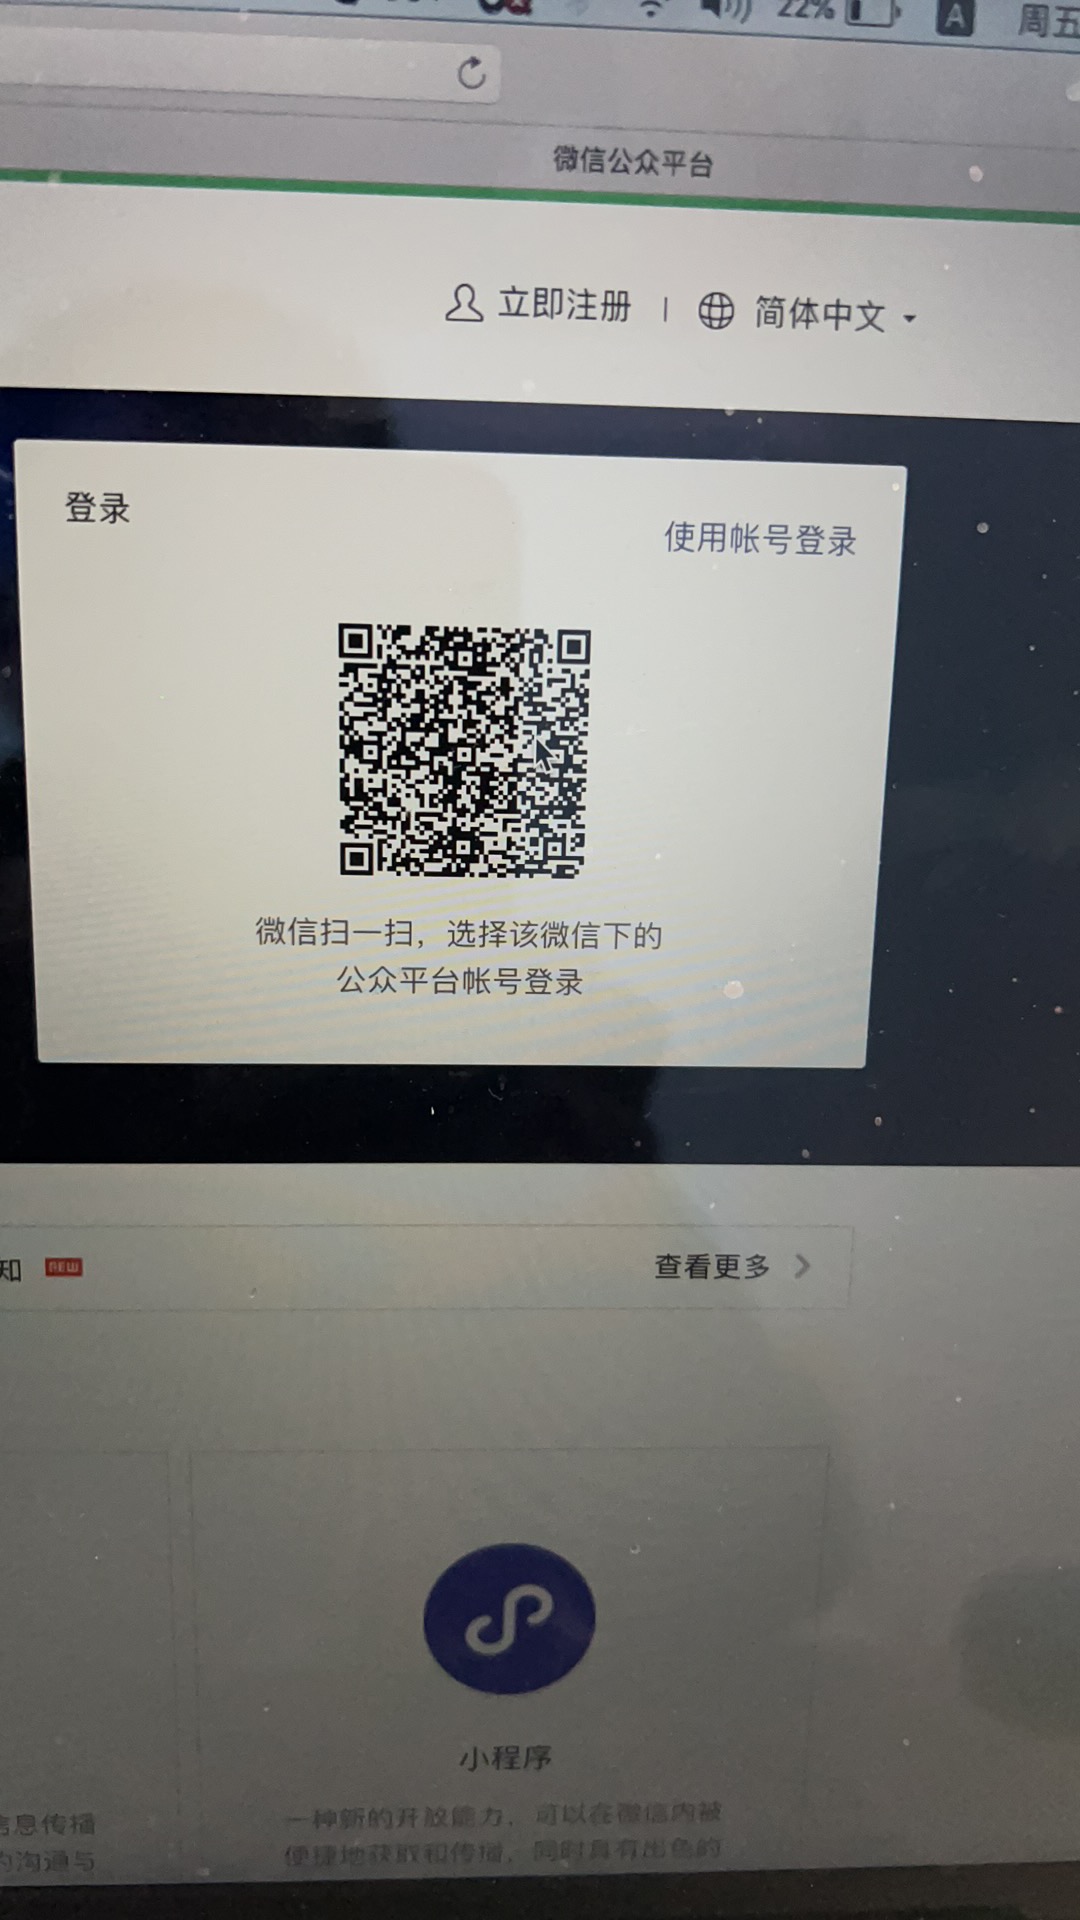 22%
A
周五
微信公众平台
立即注册 | 简体中文
登录
使用帐号登录
微信扫一扫，选择该微信下的
公众平台帐号登录
知 NEW
查看更多
小程序
信息传播
一种新的开放能力，可以在微信内被
沟通与
便捷地获取和传播，同时具有出色的